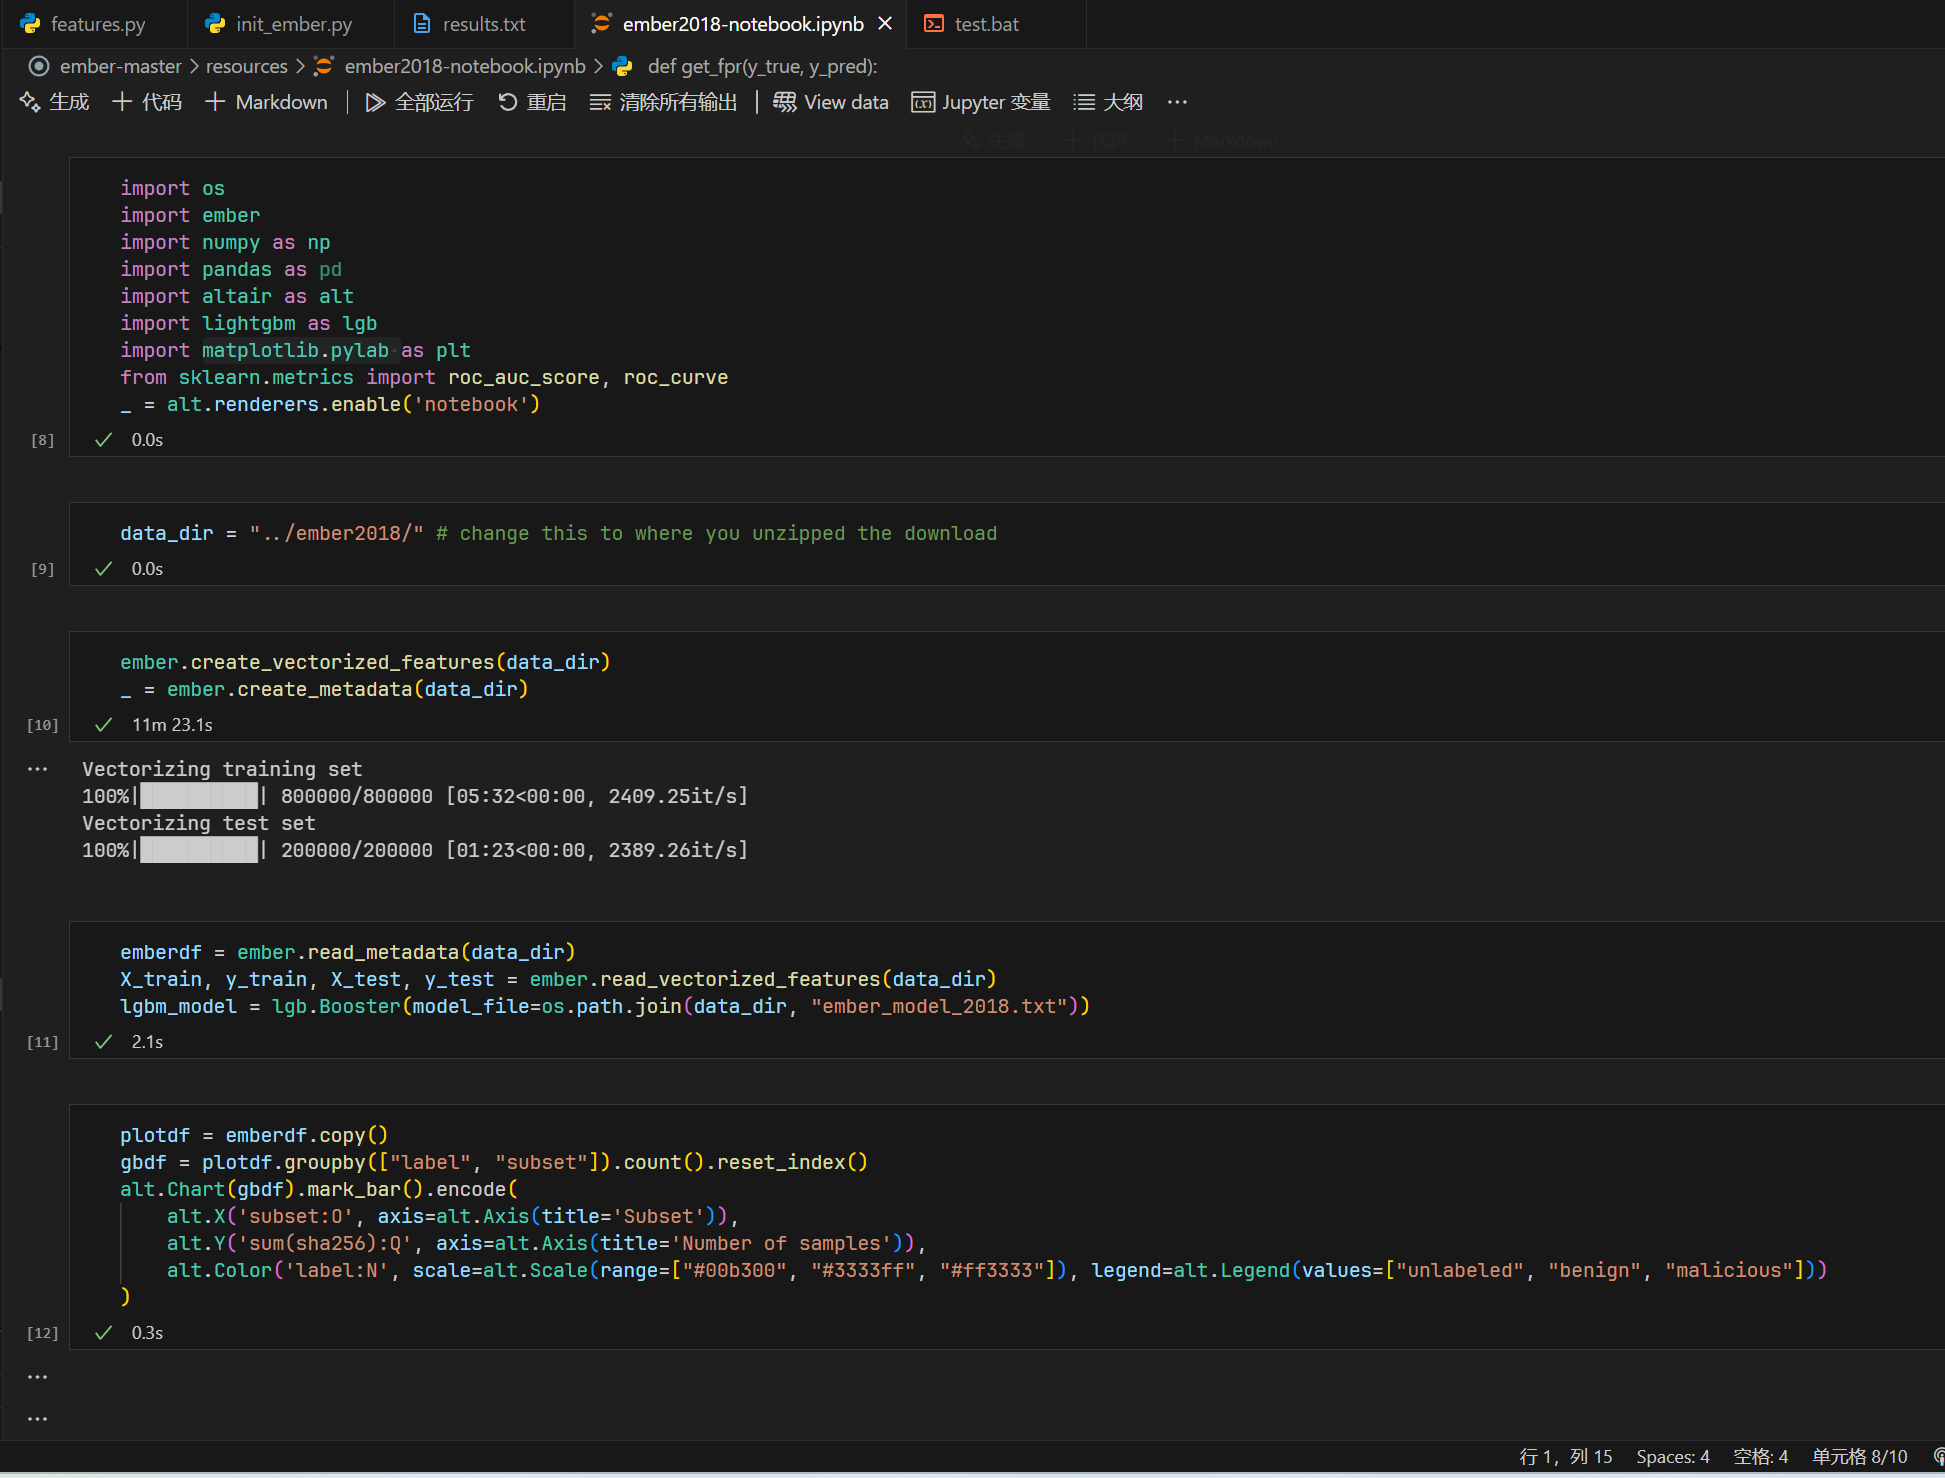 features.py
init_ember.py
results.txt
ember2018-notebook.ipynb
test.bat
ember-master > resources > ember2018-notebook.ipynb > def get_fpr(y_true, y_pred):
生成 + 代码 + Markdown | 全部运行 重启 清除所有输出 | View data Jupyter 变量 大纲 ...
生成 + 代码 + Markdown
import os
import ember
import numpy as np
import pandas as pd
import altair as alt
import lightgbm as lgb
import matplotlib.pylab as plt
from sklearn.metrics import roc_auc_score, roc_curve
_ = alt.renderers.enable('notebook')
[8] ✓ 0.0s
data_dir = "../ember2018/" # change this to where you unzipped the download
[9] ✓ 0.0s
ember.create_vectorized_features(data_dir)
_ = ember.create_metadata(data_dir)
[10] ✓ 11m 23.1s
... Vectorizing training set
100%|██████████| 800000/800000 [05:32<00:00, 2409.25it/s]
Vectorizing test set
100%|██████████| 200000/200000 [01:23<00:00, 2389.26it/s]
emberdf = ember.read_metadata(data_dir)
X_train, y_train, X_test, y_test = ember.read_vectorized_features(data_dir)
lgbm_model = lgb.Booster(model_file=os.path.join(data_dir, "ember_model_2018.txt"))
[11] ✓ 2.1s
plotdf = emberdf.copy()
gbdf = plotdf.groupby(["label", "subset"]).count().reset_index()
alt.Chart(gbdf).mark_bar().encode(
    alt.X('subset:O', axis=alt.Axis(title='Subset')),
    alt.Y('sum(sha256):Q', axis=alt.Axis(title='Number of samples')),
    alt.Color('label:N', scale=alt.Scale(range=["#00b300", "#3333ff", "#ff3333"]), legend=alt.Legend(values=["unlabeled", "benign", "malicious"]))
)
[12] ✓ 0.3s
...
...
行 1，列 15 Spaces: 4 空格: 4 单元格 8/10